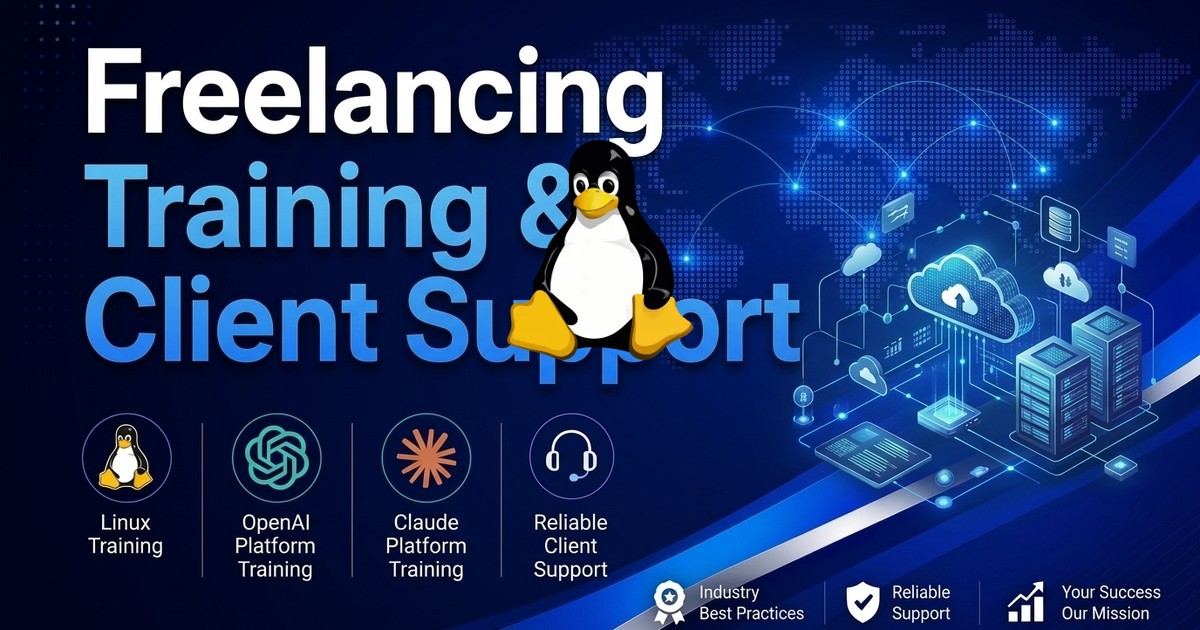 Freelancing
Training &
Client Support
Linux
Training
OpenAI
Platform
Training
Claude
Platform
Training
Reliable
Client
Support
Industry
Best Practices
Reliable
Support
Your Success
Our Mission